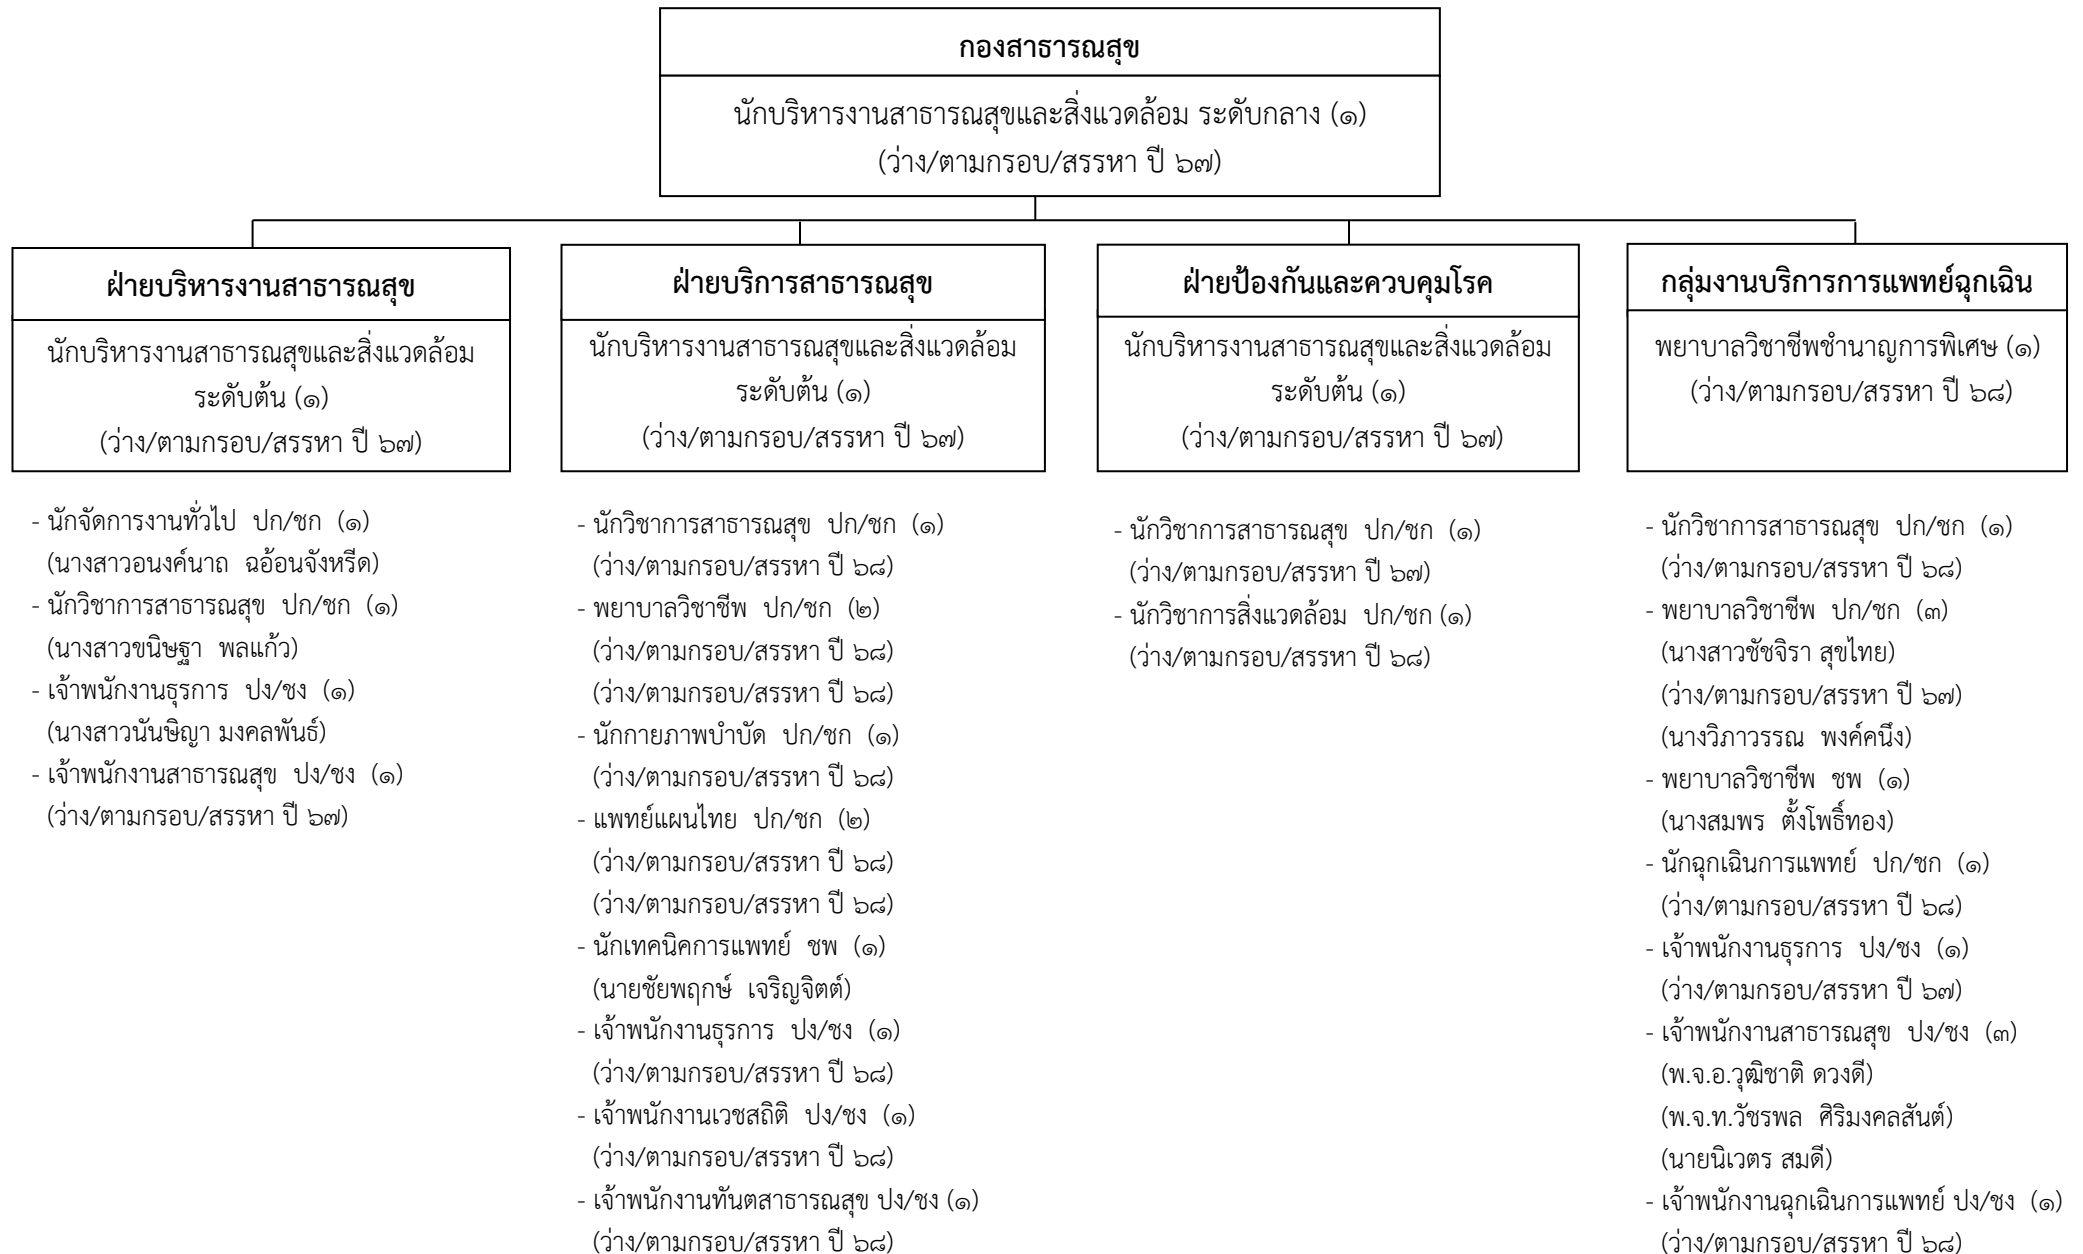 กองสาธารณสุข
นักบริหารงานสาธารณสุขและสิ่งแวดล้อม ระดับกลาง (๑)
(ว่าง/ตามกรอบ/สรรหา ปี ๖๗)
ฝ่ายบริหารงานสาธารณสุข
นักบริหารงานสาธารณสุขและสิ่งแวดล้อม
ระดับต้น (๑)
(ว่าง/ตามกรอบ/สรรหา ปี ๖๗)
- นักจัดการงานทั่วไป ปก/ชก (๑)
(นางสาวอนงค์นาถ ฉอ้อนจังหรีด)
- นักวิชาการสาธารณสุข ปก/ชก (๑)
(นางสาวขนิษฐา พลแก้ว)
- เจ้าพนักงานธุรการ ปง/ชง (๑)
(นางสาวนันษิญา มงคลพันธ์)
- เจ้าพนักงานสาธารณสุข ปง/ชง (๑)
(ว่าง/ตามกรอบ/สรรหา ปี ๖๗)
ฝ่ายบริการสาธารณสุข
นักบริหารงานสาธารณสุขและสิ่งแวดล้อม
ระดับต้น (๑)
(ว่าง/ตามกรอบ/สรรหา ปี ๖๗)
- นักวิชาการสาธารณสุข ปก/ชก (๑)
(ว่าง/ตามกรอบ/สรรหา ปี ๖๘)
- พยาบาลวิชาชีพ ปก/ชก (๒)
(ว่าง/ตามกรอบ/สรรหา ปี ๖๘)
(ว่าง/ตามกรอบ/สรรหา ปี ๖๘)
- นักกายภาพบำบัด ปก/ชก (๑)
(ว่าง/ตามกรอบ/สรรหา ปี ๖๘)
- แพทย์แผนไทย ปก/ชก (๒)
(ว่าง/ตามกรอบ/สรรหา ปี ๖๘)
(ว่าง/ตามกรอบ/สรรหา ปี ๖๘)
- นักเทคนิคการแพทย์ ชพ (๑)
(นายชัยพฤกษ์ เจริญจิตต์)
- เจ้าพนักงานธุรการ ปง/ชง (๑)
(ว่าง/ตามกรอบ/สรรหา ปี ๖๘)
- เจ้าพนักงานเวชสถิติ ปง/ชง (๑)
(ว่าง/ตามกรอบ/สรรหา ปี ๖๘)
- เจ้าพนักงานทันตสาธารณสุข ปง/ชง (๑)
(ว่าง/ตามกรอบ/สรรหา ปี ๖๘)
ฝ่ายป้องกันและควบคุมโรค
นักบริหารงานสาธารณสุขและสิ่งแวดล้อม
ระดับต้น (๑)
(ว่าง/ตามกรอบ/สรรหา ปี ๖๗)
- นักวิชาการสาธารณสุข ปก/ชก (๑)
(ว่าง/ตามกรอบ/สรรหา ปี ๖๗)
- นักวิชาการสิ่งแวดล้อม ปก/ชก (๑)
(ว่าง/ตามกรอบ/สรรหา ปี ๖๘)
กลุ่มงานบริการการแพทย์ฉุกเฉิน
พยาบาลวิชาชีพชำนาญการพิเศษ (๑)
(ว่าง/ตามกรอบ/สรรหา ปี ๖๘)
- นักวิชาการสาธารณสุข ปก/ชก (๑)
(ว่าง/ตามกรอบ/สรรหา ปี ๖๘)
- พยาบาลวิชาชีพ ปก/ชก (๓)
(นางสาวชัชจิรา สุขไทย)
(ว่าง/ตามกรอบ/สรรหา ปี ๖๗)
(นางวิภาวรรณ พงค์คนึง)
- พยาบาลวิชาชีพ ชพ (๑)
(นางสมพร ตั้งโพธิ์ทอง)
- นักฉุกเฉินการแพทย์ ปก/ชก (๑)
(ว่าง/ตามกรอบ/สรรหา ปี ๖๘)
- เจ้าพนักงานธุรการ ปง/ชง (๑)
(ว่าง/ตามกรอบ/สรรหา ปี ๖๗)
- เจ้าพนักงานสาธารณสุข ปง/ชง (๓)
(พ.จ.อ.วุฒิชาติ ดวงดี)
(พ.จ.ท.วัชรพล ศิริมงคลสันต์)
(นายนิเวตร สมดี)
- เจ้าพนักงานฉุกเฉินการแพทย์ ปง/ชง (๑)
(ว่าง/ตามกรอบ/สรรหา ปี ๖๘)